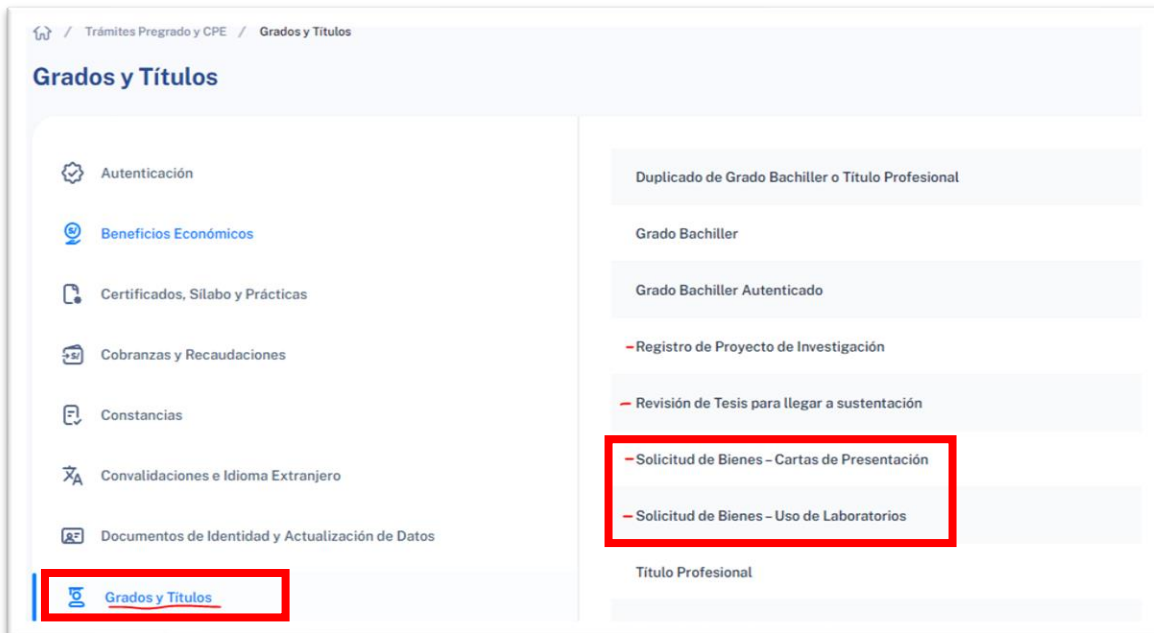 / Trámites Pregrado y CPE / Grados y Títulos
Grados y Títulos
Autenticación
Beneficios Económicos
Certificados, Sílabo y Prácticas
Cobranzas y Recaudaciones
Constancias
Convalidaciones e Idioma Extranjero
Documentos de Identidad y Actualización de Datos
Grados y Títulos
Duplicado de Grado Bachiller o Título Profesional
Grado Bachiller
Grado Bachiller Autenticado
Registro de Proyecto de Investigación
Revisión de Tesis para llegar a sustentación
Solicitud de Bienes – Cartas de Presentación
Solicitud de Bienes – Uso de Laboratorios
Título Profesional